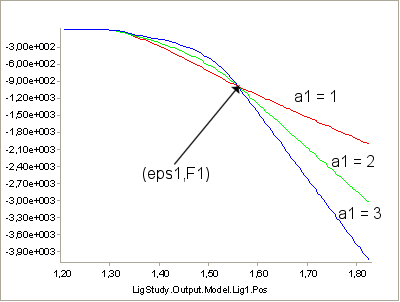 -3,00e+002
-6,00e+002
-9,00e+002
-1,20e+003
-1,50e+003
-1,80e+003
-2,10e+003
-2,40e+003
-2,70e+003
-3,00e+003
-3,30e+003
-3,60e+003
-3,90e+003
a1 = 1
a1 = 2
a1 = 3
(eps1,F1)
1,20 1,30 1,40 1,50 1,60 1,70 1,80
LigStudy.Output.Model.Lig1.Pos